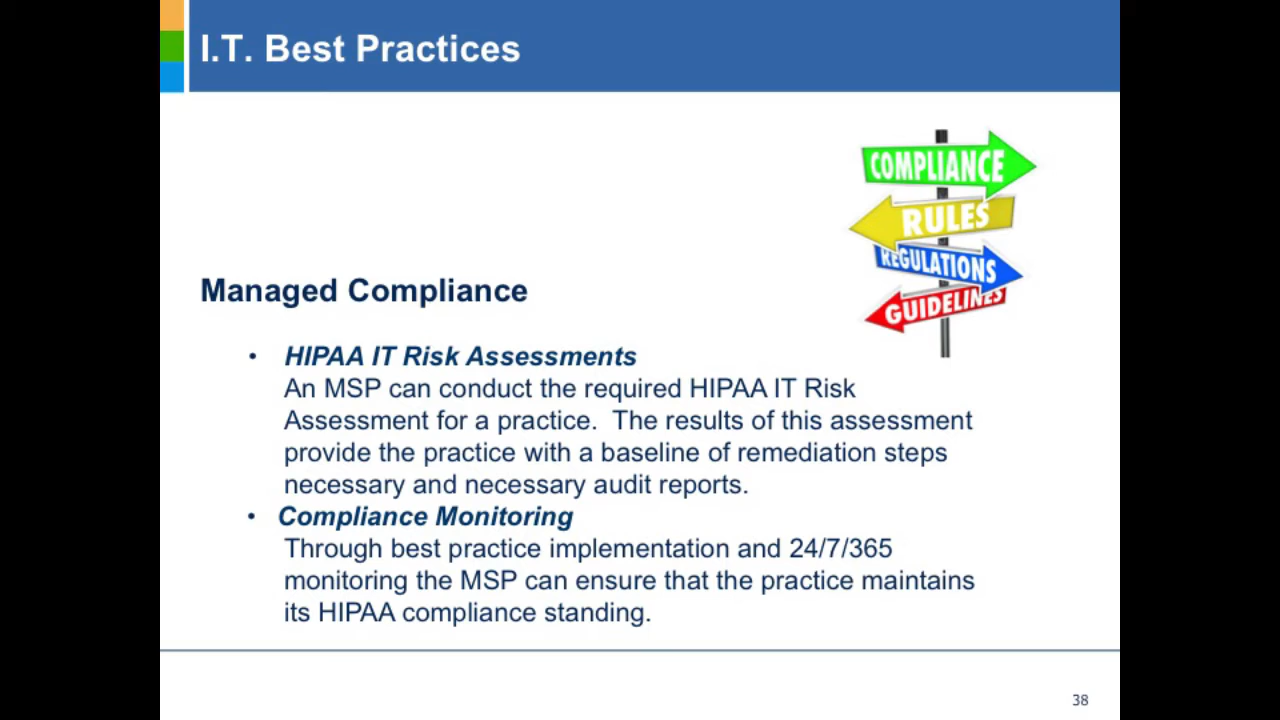 I.T. Best Practices
COMPLIANCE
RULES
REGULATIONS
GUIDELINES
Managed Compliance
• HIPAA IT Risk Assessments
An MSP can conduct the required HIPAA IT Risk
Assessment for a practice.  The results of this assessment
provide the practice with a baseline of remediation steps
necessary and necessary audit reports.
• Compliance Monitoring
Through best practice implementation and 24/7/365
monitoring the MSP can ensure that the practice maintains
its HIPAA compliance standing.
38